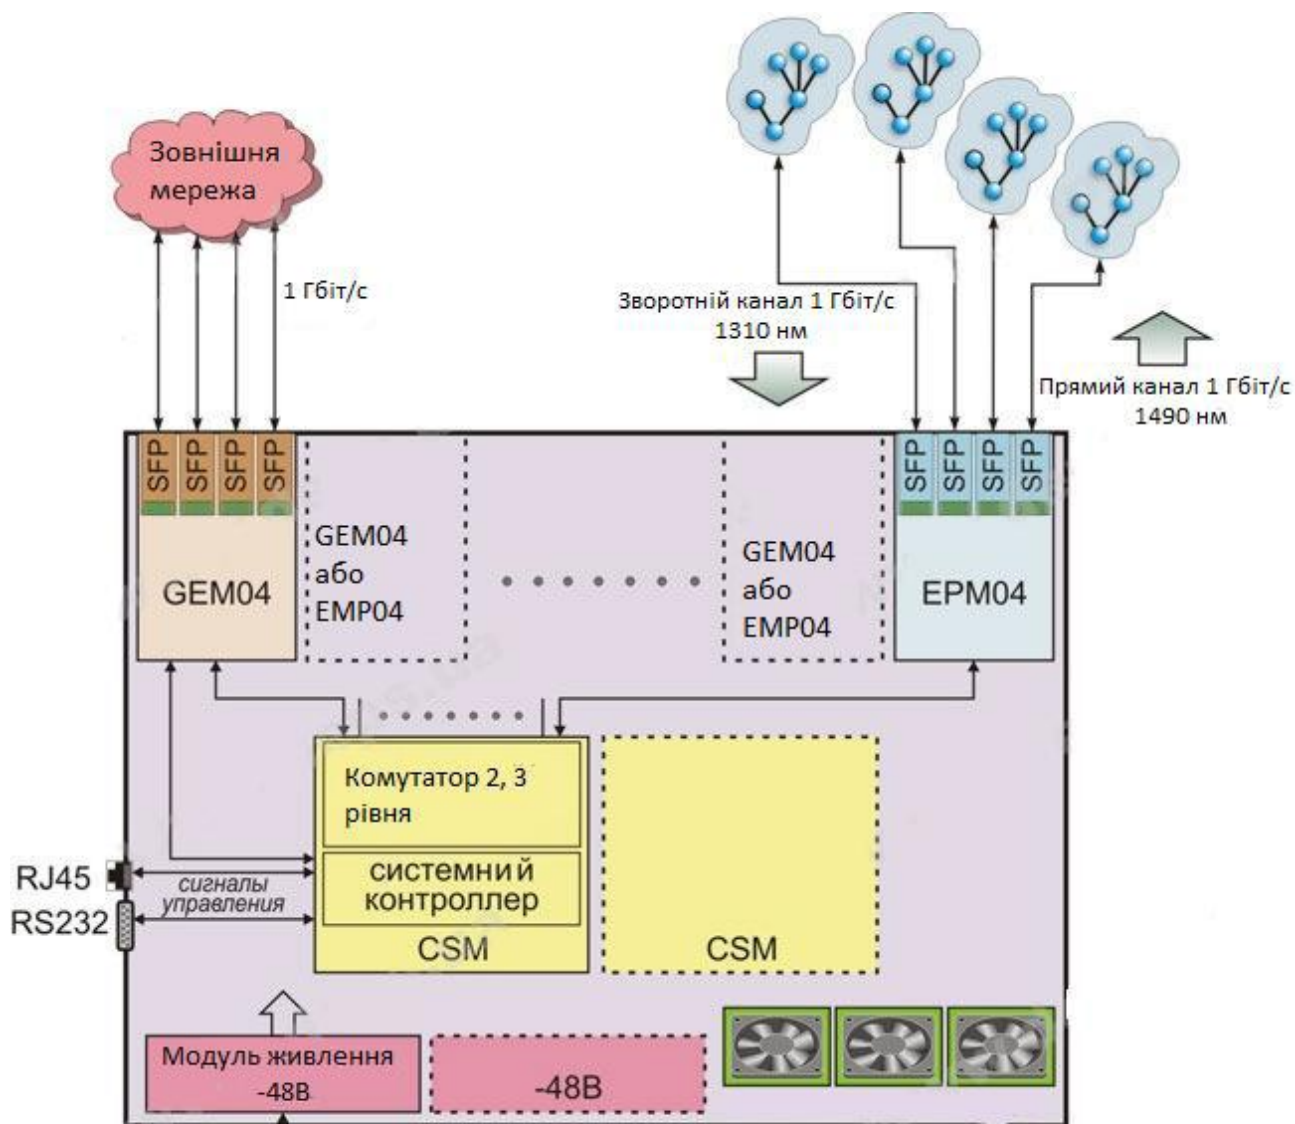 Зовнішня
мережа
1 Гбіт/с
Зворотній канал 1 Гбіт/с
1310 нм
Прямий канал 1 Гбіт/с
1490 нм
SFP
SFP
SFP
SFP
GEM04
GEM04
або
EMP04
GEM04
або
EMP04
SFP
SFP
SFP
SFP
EPM04
Комутатор 2, 3
рівня
системний
контроллер
CSM
CSM
RJ45
RS232
сигналы
управления
Модуль живлення
-48В
-48В